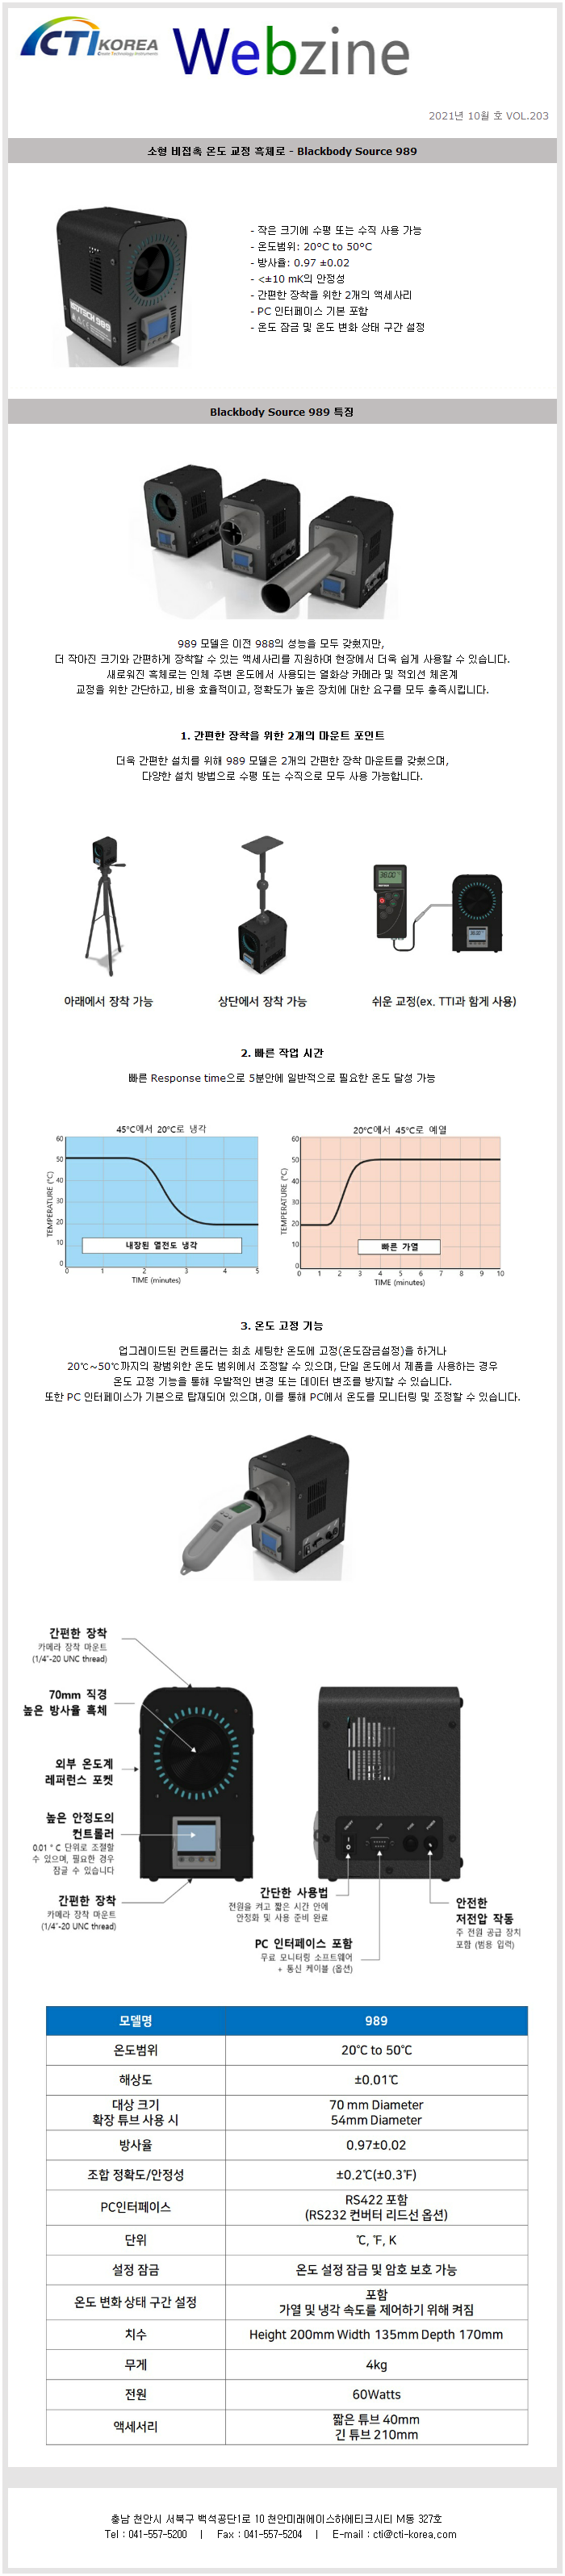 CTI KOREA
Create Technology Instruments
Webzine
2021년 10월 호 VOL.203
소형 비접촉 온도 교정 흑체로 - Blackbody Source 989
ISOTECH 989
- 작은 크기에 수평 또는 수직 사용 가능
- 온도범위: 20°C to 50°C
- 방사율: 0.97 ±0.02
- <±10 mK의 안정성
- 간편한 장착을 위한 2개의 액세사리
- PC 인터페이스 기본 포함
- 온도 잠금 및 온도 변화 상태 구간 설정
Blackbody Source 989 특징
989 모델은 이전 988의 성능을 모두 갖췄지만,
더 작아진 크기와 간편하게 장착할 수 있는 액세사리를 지원하며 현장에서 더욱 쉽게 사용할 수 있습니다.
새로워진 흑체로는 인체 주변 온도에서 사용되는 열화상 카메라 및 적외선 체온계
교정을 위한 간단하고, 비용 효율적이고, 정확도가 높은 장치에 대한 요구를 모두 충족시킵니다.
1. 간편한 장착을 위한 2개의 마운트 포인트
더욱 간편한 설치를 위해 989 모델은 2개의 간편한 장착 마운트를 갖췄으며,
다양한 설치 방법으로 수평 또는 수직으로 모두 사용 가능합니다.
아래에서 장착 가능
상단에서 장착 가능
쉬운 교정(ex. TTI과 함게 사용)
2. 빠른 작업 시간
빠른 Response time으로 5분안에 일반적으로 필요한 온도 달성 가능
45°C에서 20°C로 냉각
TEMPERATURE (°C)
60
50
40
30
20
10
0
내장된 열전도 냉각
0 1 2 3 4 5
TIME (minutes)
20°C에서 45°C로 예열
TEMPERATURE (°C)
60
50
40
30
20
10
0
빠른 가열
0 1 2 3 4 5 6 7 8 9 10
TIME (minutes)
3. 온도 고정 기능
업그레이드된 컨트롤러는 최초 세팅한 온도에 고정(온도잠금설정)을 하거나
20℃~50℃까지의 광범위한 온도 범위에서 조정할 수 있으며, 단일 온도에서 제품을 사용하는 경우
온도 고정 기능을 통해 우발적인 변경 또는 데이터 변조를 방지할 수 있습니다.
또한 PC 인터페이스가 기본으로 탑재되어 있으며, 이를 통해 PC에서 온도를 모니터링 및 조정할 수 있습니다.
간편한 장착
카메라 장착 마운트
(1/4"-20 UNC thread)
70mm 직경
높은 방사율 흑체
외부 온도계
레퍼런스 포켓
높은 안정도의
컨트롤러
0.01 ° C 단위로 조절할
수 있으며, 필요한 경우
잠글 수 있습니다
간편한 장착
카메라 장착 마운트
(1/4"-20 UNC thread)
간단한 사용법
전원을 켜고 짧은 시간 안에
안정화 및 사용 준비 완료
PC 인터페이스 포함
무료 모니터링 소프트웨어
+ 통신 케이블 (옵션)
안전한
저전압 작동
주 전원 공급 장치
포함 (범용 입력)
모델명 989
온도범위 20℃ to 50℃
해상도 ±0.01℃
대상 크기 70 mm Diameter
확장 튜브 사용 시 54mm Diameter
방사율 0.97±0.02
조합 정확도/안정성 ±0.2℃(±0.3℉)
PC인터페이스 RS422 포함
(RS232 컨버터 리드선 옵션)
단위 ℃, ℉, K
설정 잠금 온도 설정 잠금 및 암호 보호 가능
온도 변화 상태 구간 설정 포함
가열 및 냉각 속도를 제어하기 위해 켜짐
치수 Height 200mm Width 135mm Depth 170mm
무게 4kg
전원 60Watts
액세서리 짧은 튜브 40mm
긴 튜브 210mm
충남 천안시 서북구 백석공단1로 10 천안미래에이스하이테크시티 M동 327호
Tel : 041-557-5200 | Fax : 041-557-5204 | E-mail : cti@cti-korea.com